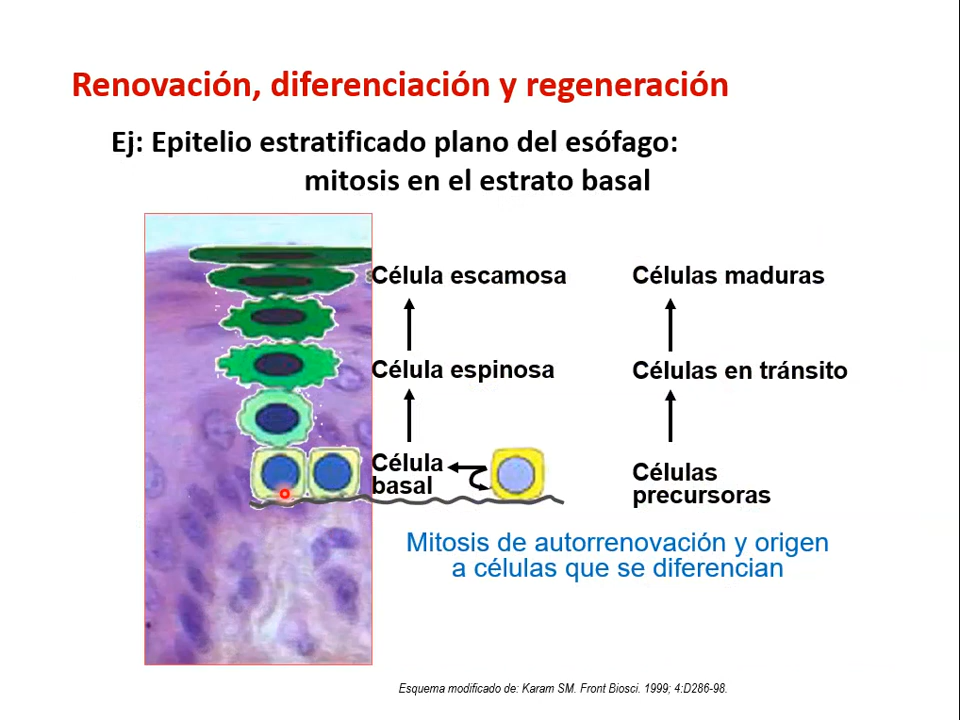 Renovación, diferenciación y regeneración
Ej: Epitelio estratificado plano del esófago:
mitosis en el estrato basal
Célula escamosa
Células maduras
Célula espinosa
Células en tránsito
Célula
basal
Células
precursoras
Mitosis de autorrenovación y origen
a células que se diferencian
Esquema modificado de: Karam SM. Front Biosci. 1999; 4:D286-98.